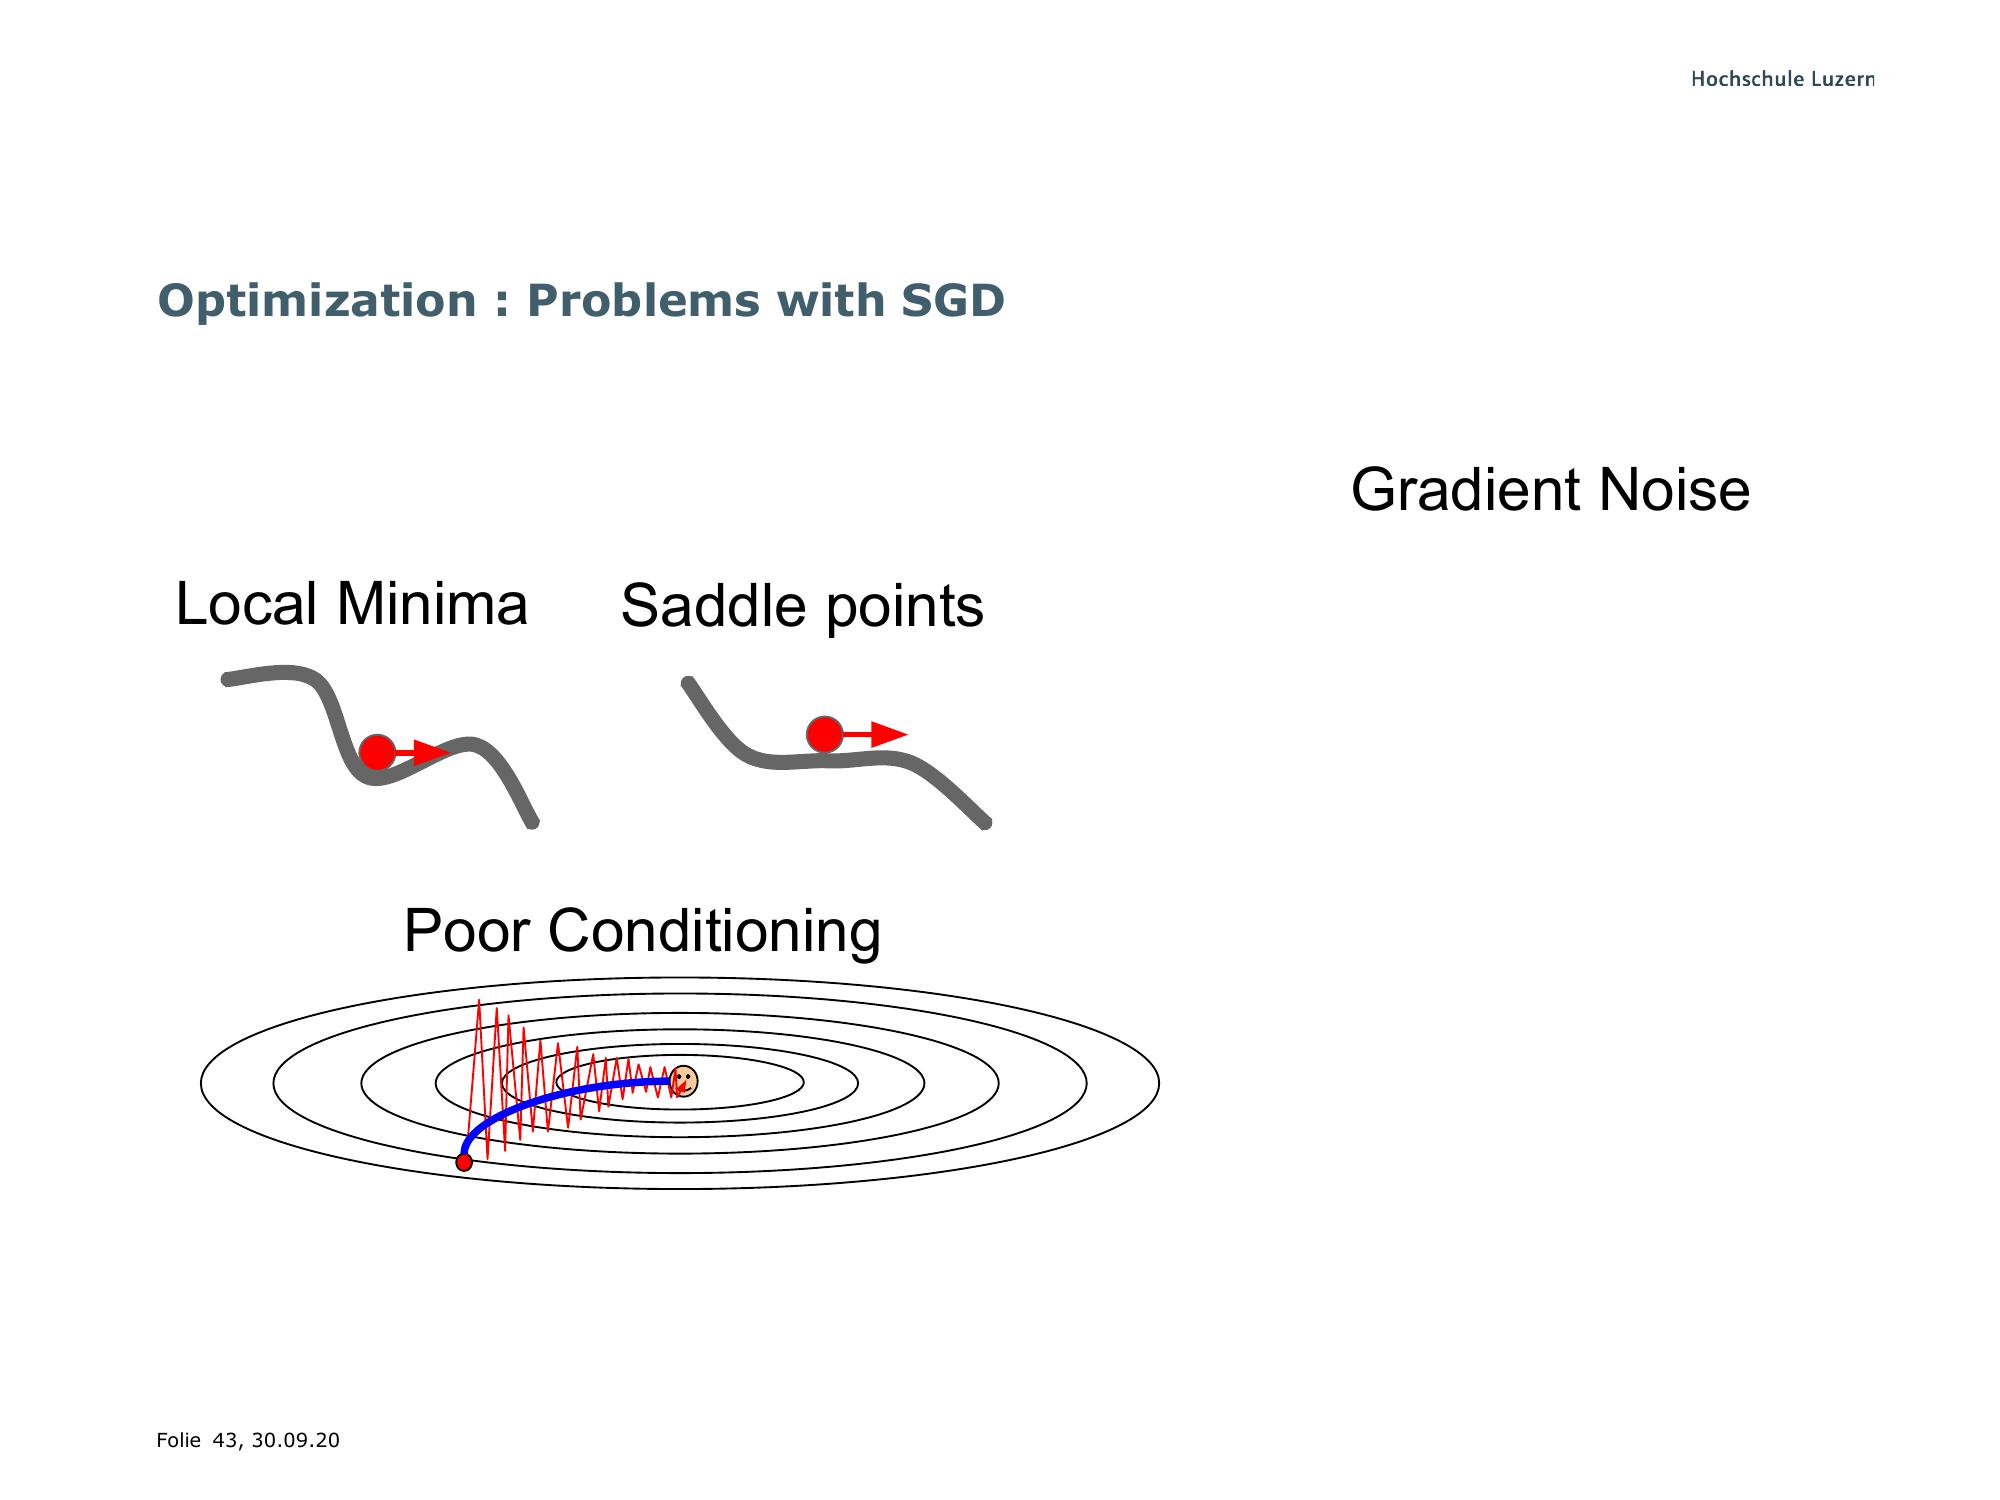 Hochschule Luzern
Optimization : Problems with SGD
Gradient Noise
Local Minima
Saddle points
Poor Conditioning
Folie 43, 30.09.20